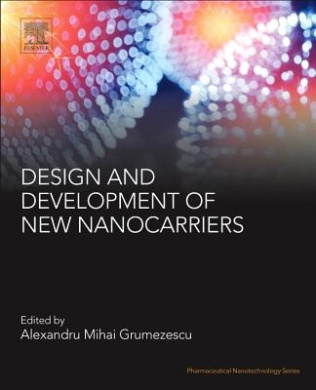 ELSEVIER
DESIGN AND
DEVELOPMENT OF
NEW NANOCARRIERS
Edited by
Alexandru Mihai Grumezescu
Pharmaceutical Nanotechnology Series